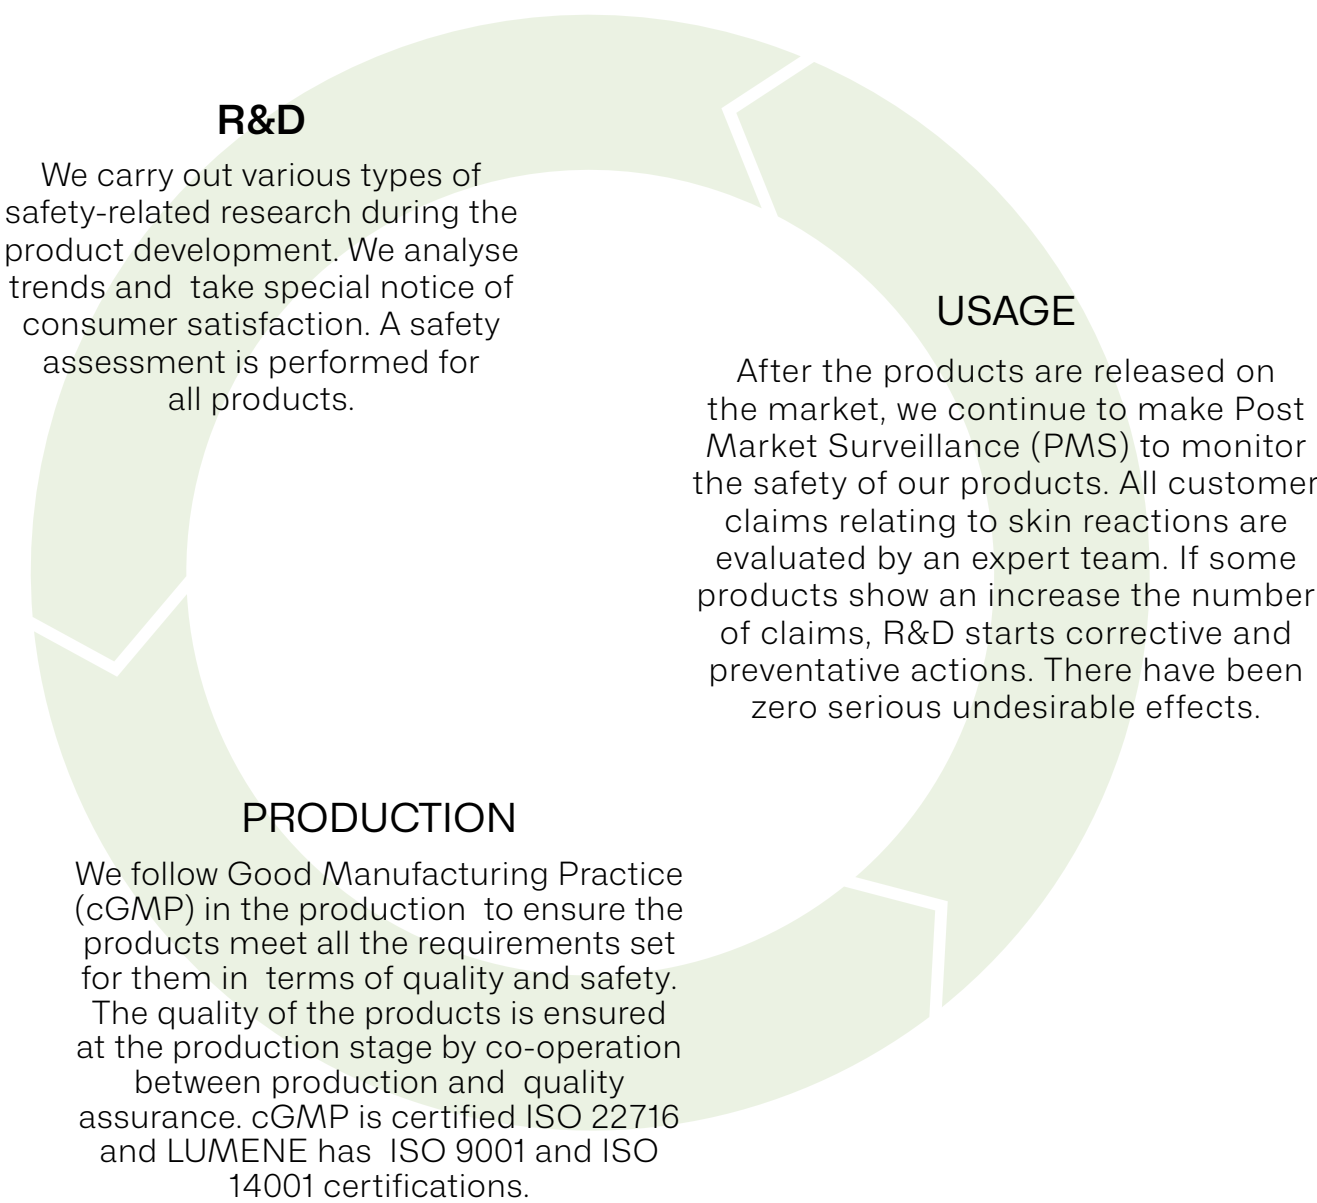 R&D
We carry out various types of
safety-related research during the
product development. We analyse
trends and  take special notice of
consumer satisfaction. A safety
assessment is performed for
all products.
USAGE
After the products are released on
the market, we continue to make Post
Market Surveillance (PMS) to monitor
the safety of our products. All customer
claims relating to skin reactions are
evaluated by an expert team. If some
products show an increase the number
of claims, R&D starts corrective and
preventative actions. There have been
zero serious undesirable effects.
PRODUCTION
We follow Good Manufacturing Practice
(cGMP) in the production  to ensure the
products meet all the requirements set
for them in  terms of quality and safety.
The quality of the products is ensured
at the production stage by co-operation
between production and  quality
assurance. cGMP is certified ISO 22716
and LUMENE has  ISO 9001 and ISO
14001 certifications.